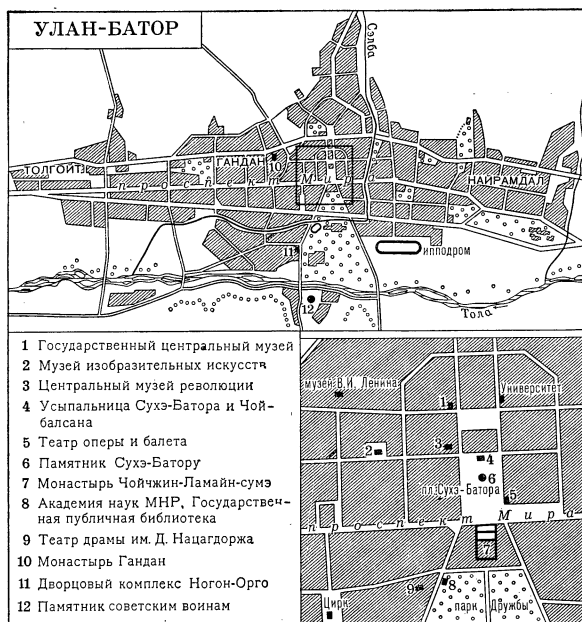 УЛАН-БАТОР
Сэлба
ТОЛГОЙТ
ГАНДАН
10
проспект Мира
НАЙРАМДАЛ
11
ипподром
12
Тола
1 Государственный центральный музей
2 Музей изобразительных искусств
3 Центральный музей революции
4 Усыпальница Сухэ-Батора и Чой-
балсана
5 Театр оперы и балета
6 Памятник Сухэ-Батору
7 Монастырь Чойчжин-Ламайн-сумэ
8 Академия наук МНР, Государствен-
ная публичная библиотека
9 Театр драмы им. Д. Нацагдоржа
10 Монастырь Гандан
11 Дворцовый комплекс Ногон-Орго
12 Памятник советским воинам
музей В.И. Ленина
Университет
1
2
3
4
6
пл. Сухэ-Батора
5
проспект Мира
7
9
8
Цирк
парк Дружбы